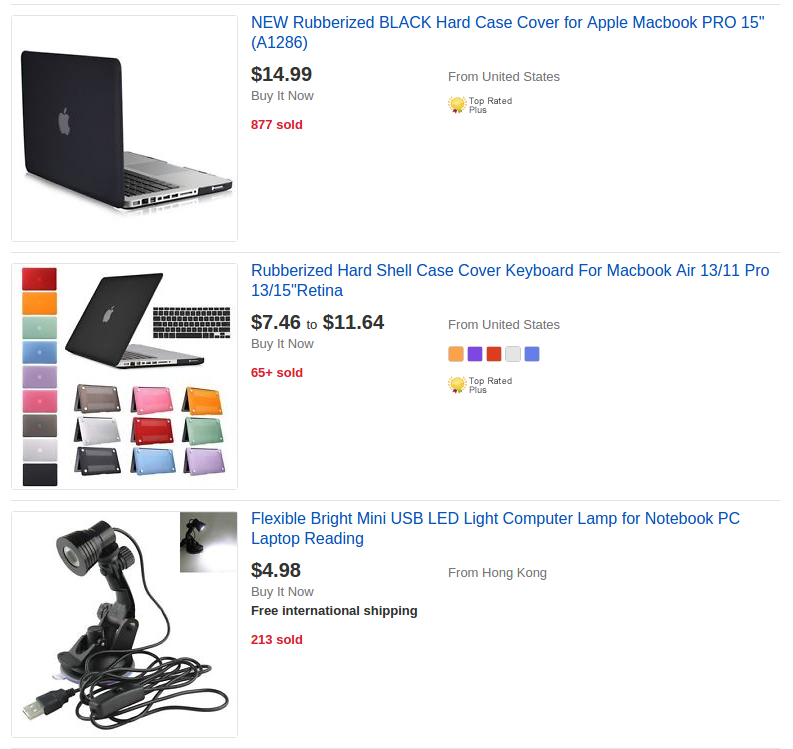 NEW Rubberized BLACK Hard Case Cover for Apple Macbook PRO 15"
(A1286)
$14.99
From United States
Buy It Now
Top Rated
Plus
877 sold
Rubberized Hard Shell Case Cover Keyboard For Macbook Air 13/11 Pro
13/15"Retina
$7.46 to $11.64
From United States
Buy It Now
65+ sold
Top Rated
Plus
Flexible Bright Mini USB LED Light Computer Lamp for Notebook PC
Laptop Reading
$4.98
From Hong Kong
Buy It Now
Free international shipping
213 sold